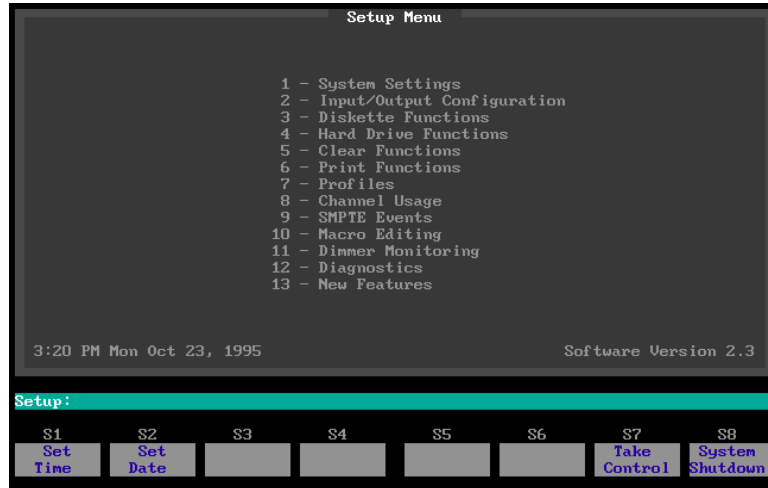 Setup Menu
1 - System Settings
2 - Input/Output Configuration
3 - Diskette Functions
4 - Hard Drive Functions
5 - Clear Functions
6 - Print Functions
7 - Profiles
8 - Channel Usage
9 - SMPTE Events
10 - Macro Editing
11 - Dimmer Monitoring
12 - Diagnostics
13 - New Features
3:20 PM Mon Oct 23, 1995 Software Version 2.3
Setup:
S1 S2 S3 S4 S5 S6 S7 S8
Set Set Take System
Time Date Control Shutdown